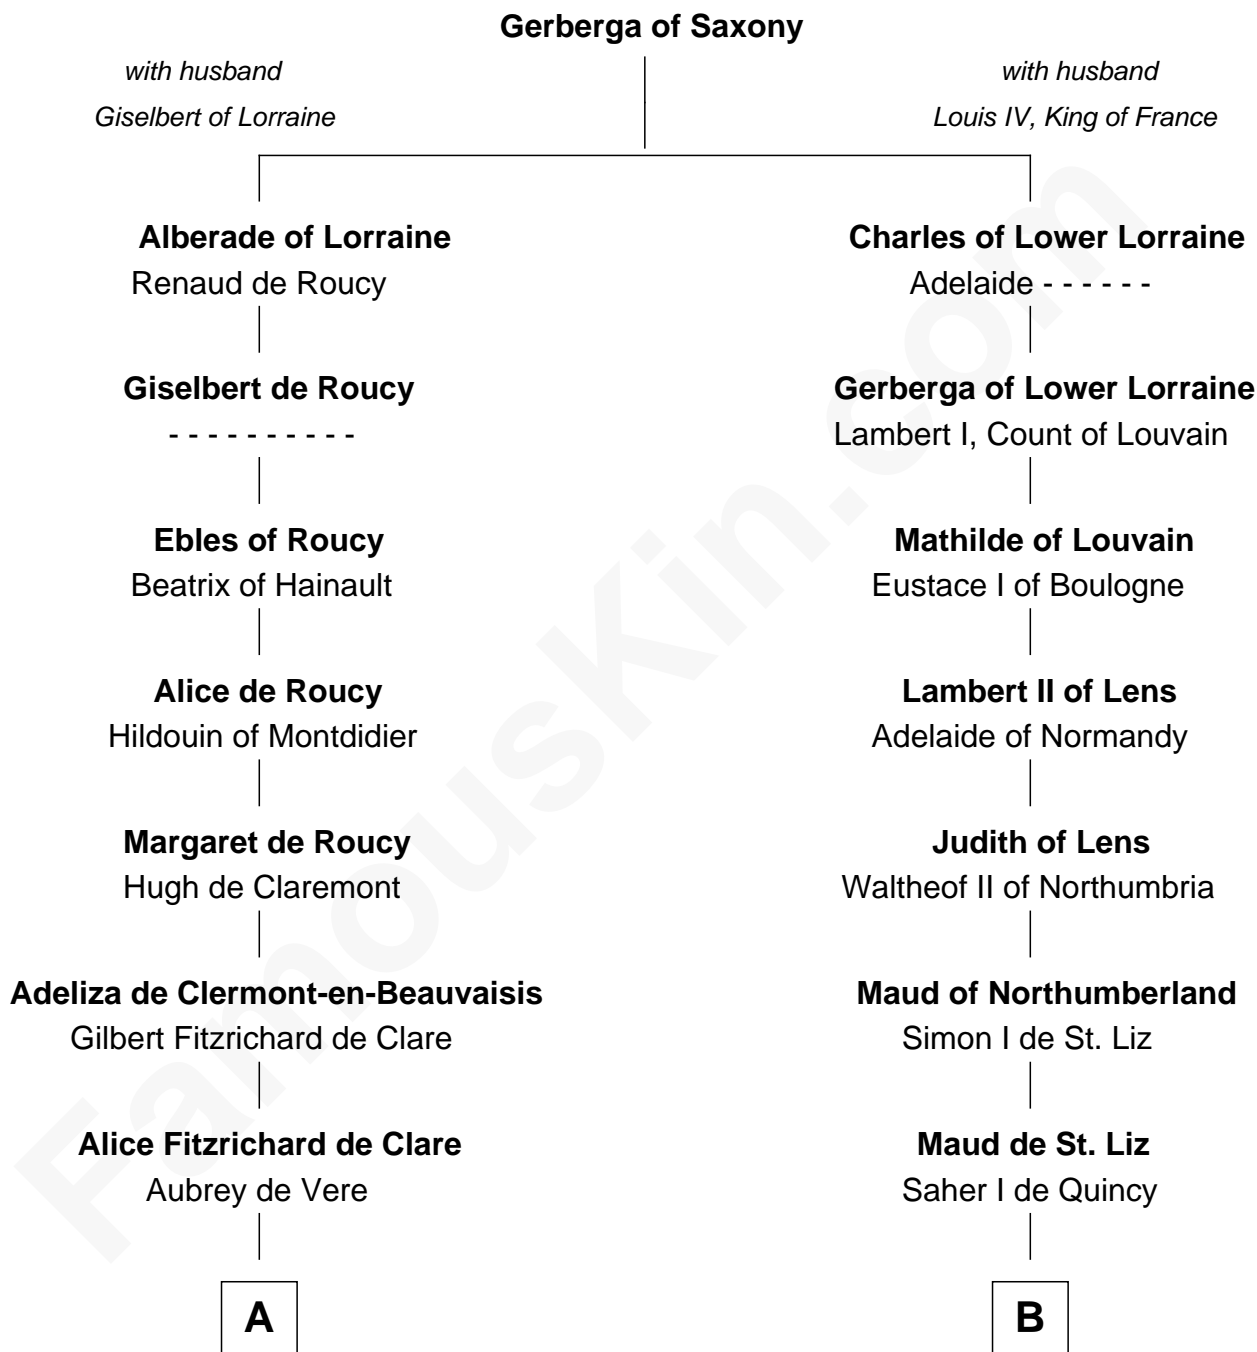 Gerberga of Saxony
with husband
Giselbert of Lorraine
with husband
Louis IV, King of France
Alberade of Lorraine
Renaud de Roucy
Charles of Lower Lorraine
Adelaide - - - - - -
Giselbert de Roucy
- - - - - - - - - -
Gerberga of Lower Lorraine
Lambert I, Count of Louvain
Ebles of Roucy
Beatrix of Hainault
Mathilde of Louvain
Eustace I of Boulogne
Alice de Roucy
Hildouin of Montdidier
Lambert II of Lens
Adelaide of Normandy
Margaret de Roucy
Hugh de Claremont
Judith of Lens
Waltheof II of Northumbria
Adeliza de Clermont-en-Beauvaisis
Gilbert Fitzrichard de Clare
Maud of Northumberland
Simon I de St. Liz
Alice Fitzrichard de Clare
Aubrey de Vere
Maud de St. Liz
Saher I de Quincy
A
B
FamousKin.com